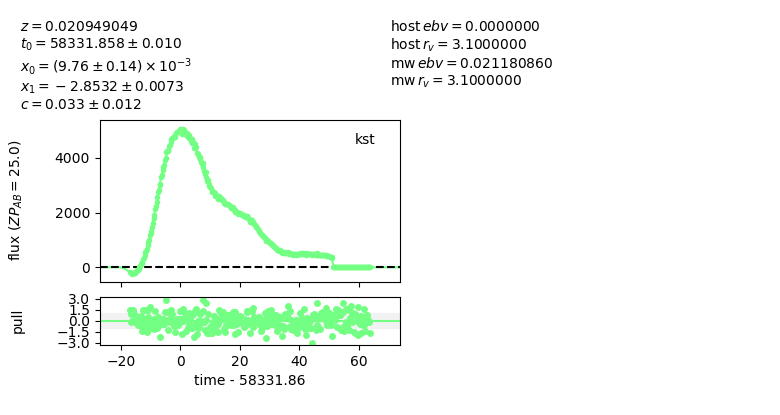 z = 0.020949049
t₀ = 58331.858 ± 0.010
x₀ = (9.76 ± 0.14) × 10⁻³
x₁ = −2.8532 ± 0.0073
c = 0.033 ± 0.012
host ebv = 0.0000000
host r_v = 3.1000000
mw ebv = 0.021180860
mw r_v = 3.1000000
kst
flux (ZP_AB = 25.0)
4000
2000
0
pull
3.0
1.5
0.0
−1.5
−3.0
−20 0 20 40 60
time - 58331.86